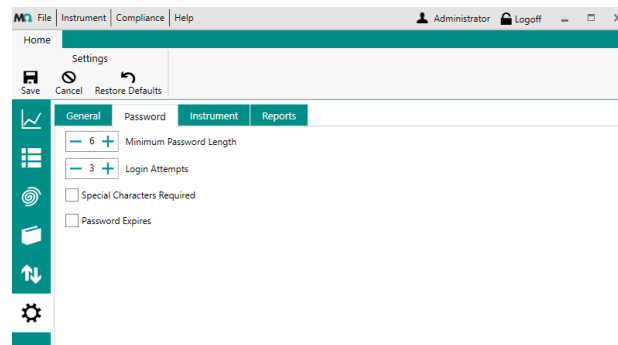 File Instrument Compliance Help Administrator Logoff
Home
Settings
Save Cancel Restore Defaults
General Password Instrument Reports
6 Minimum Password Length
3 Login Attempts
Special Characters Required
Password Expires